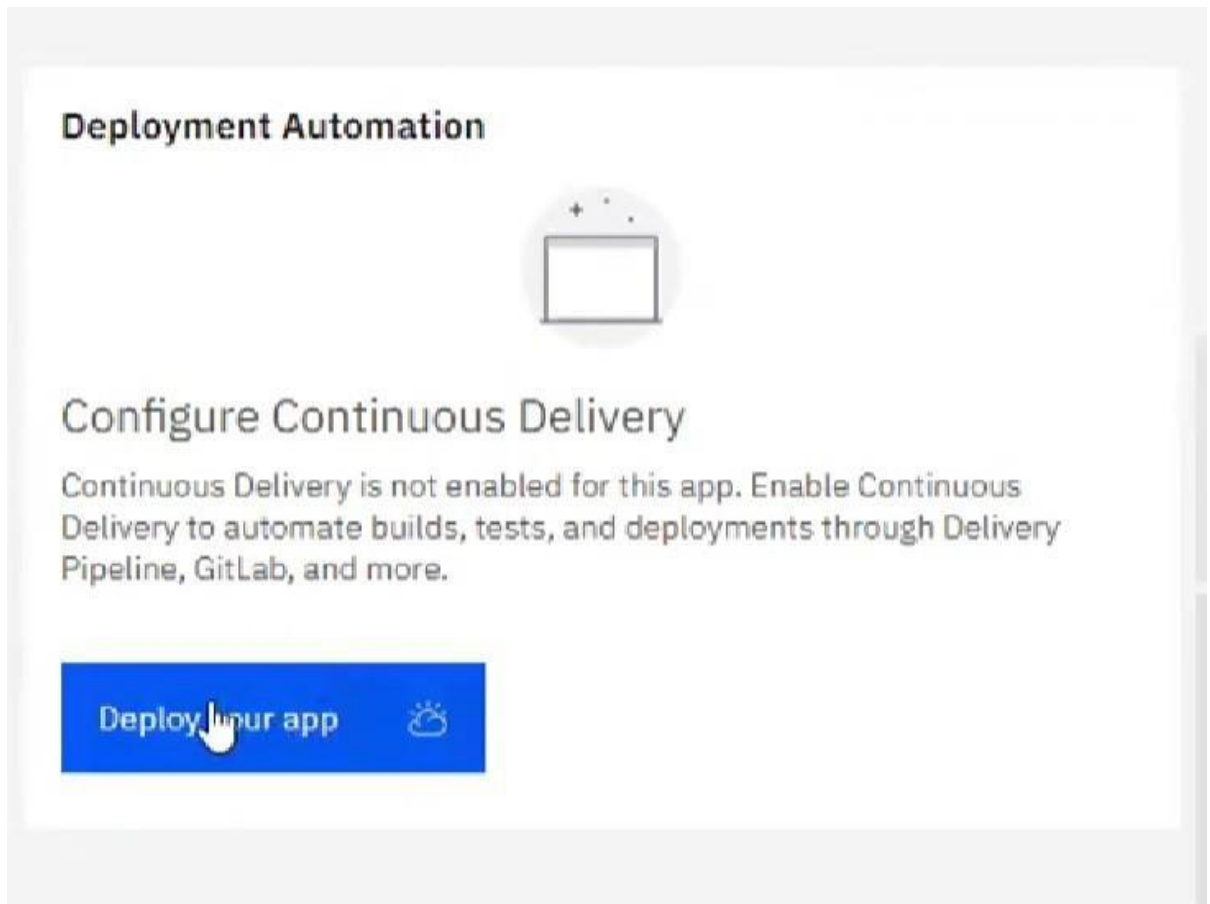 Deployment Automation
Configure Continuous Delivery
Continuous Delivery is not enabled for this app. Enable Continuous
Delivery to automate builds, tests, and deployments through Delivery
Pipeline, GitLab, and more.
Deploy your app